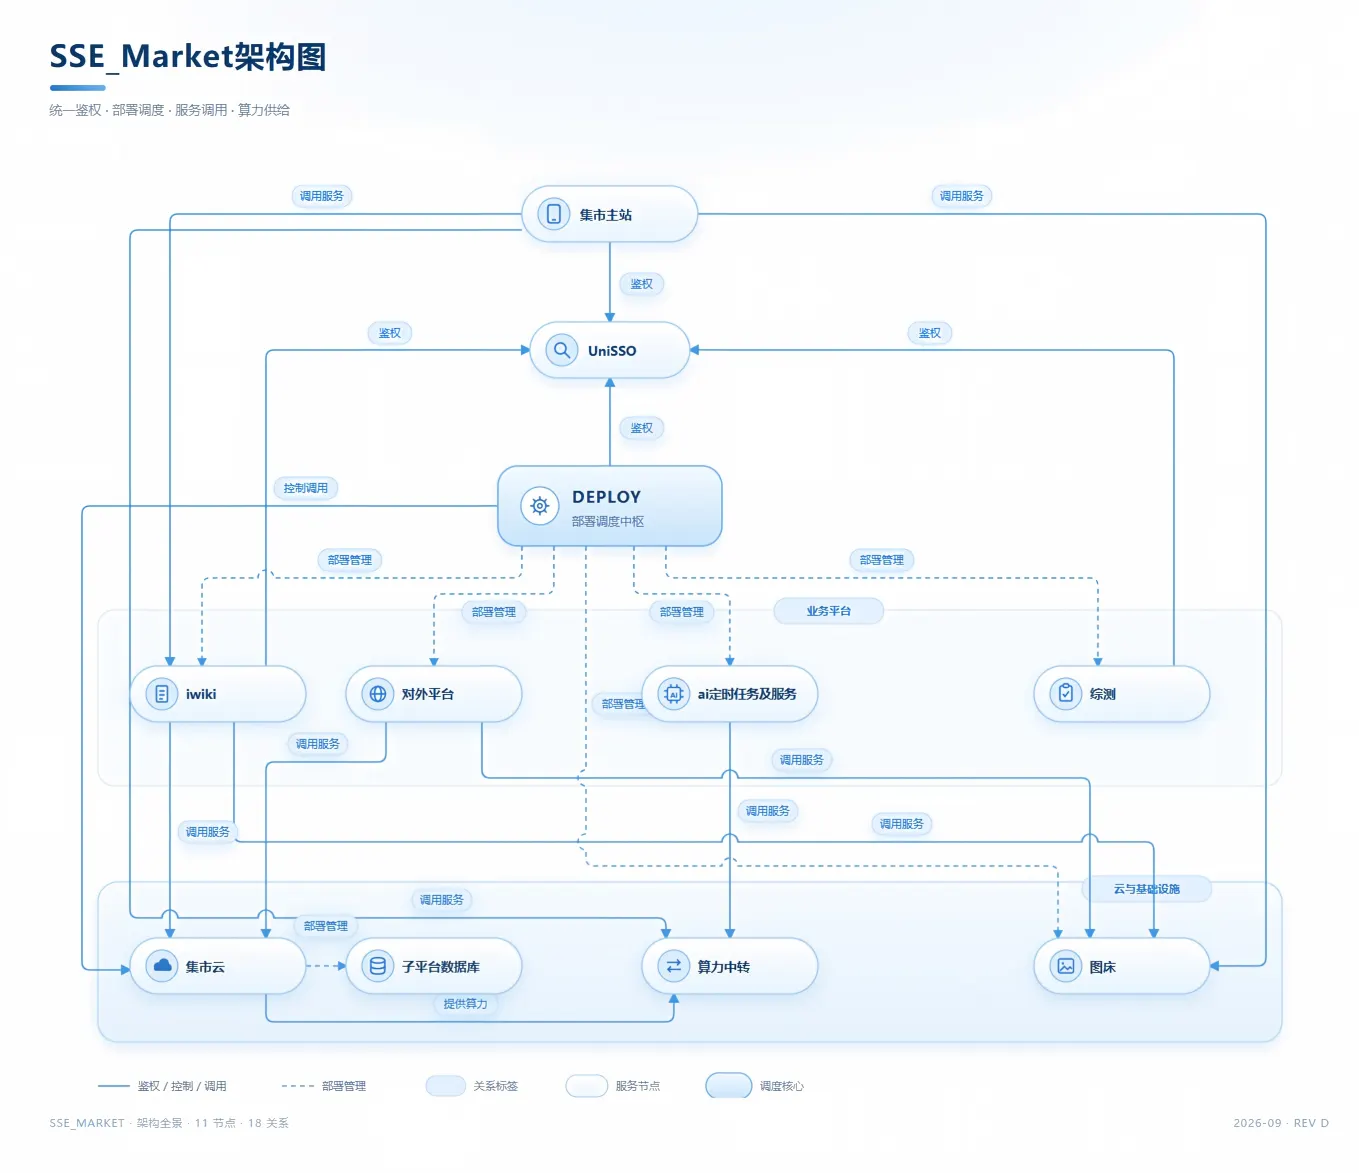 SSE_Market架构图
统一鉴权 · 部署调度 · 服务调用 · 算力供给
调用服务
调用服务
集市主站
鉴权
鉴权
鉴权
UniSSO
鉴权
控制调用
DEPLOY
部署调度中枢
部署管理
部署管理
部署管理
部署管理
业务平台
iwiki
对外平台
部署管理
AI
ai定时任务及服务
综测
调用服务
调用服务
调用服务
调用服务
调用服务
云与基础设施
调用服务
部署管理
集市云
子平台数据库
算力中转
图床
提供算力
鉴权 / 控制 / 调用
部署管理
关系标签
服务节点
调度核心
SSE_MARKET · 架构全景 · 11 节点 · 18 关系
2026-09 · REV D